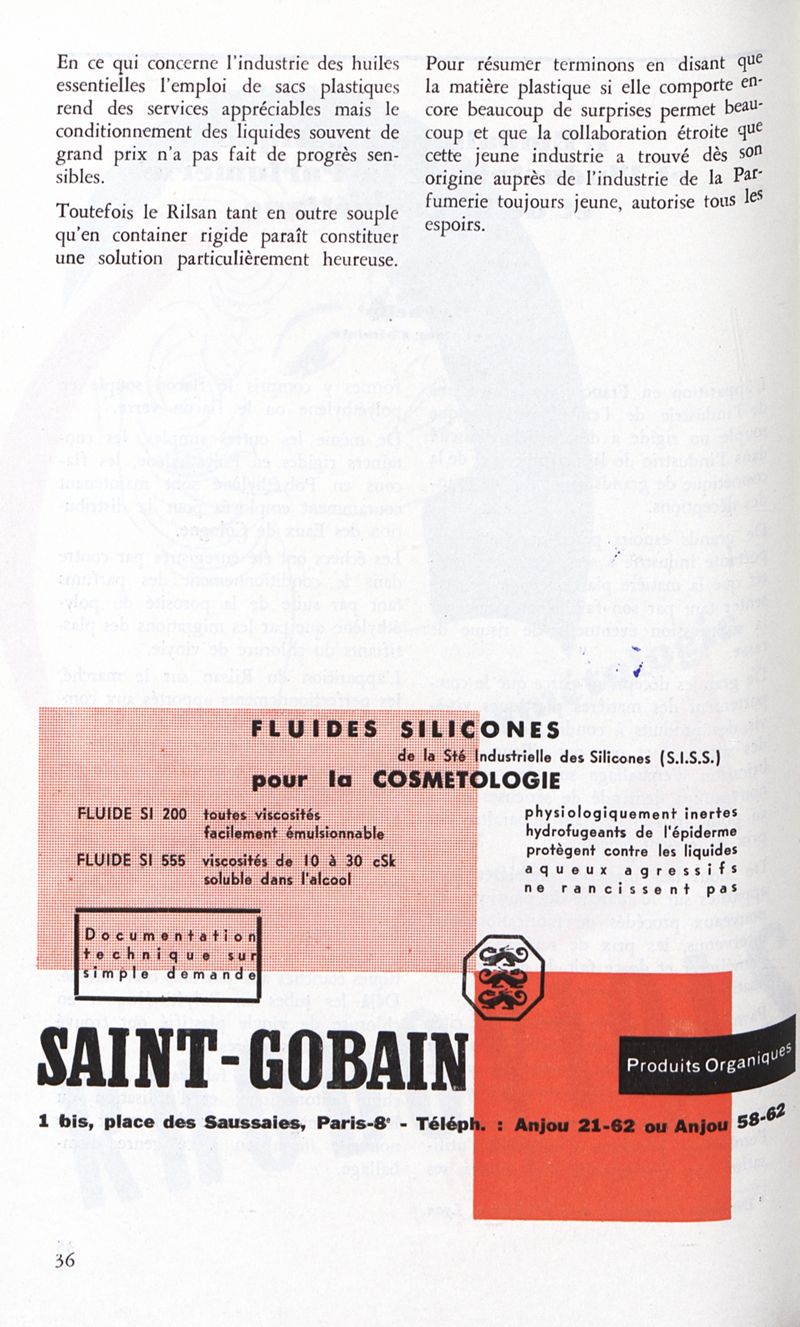 En ce qui concerne l'industrie des huiles
essentielles l'emploi de sacs plastiques
rend des services appréciables mais le
conditionnement des liquides souvent de
grand prix n'a pas fait de progrès sen-
sibles.
Toutefois le Rilsan tant en outre souple
qu'en container rigide paraît constituer
une solution particulièrement heureuse.
Pour résumer terminons en disant que
la matière plastique si elle comporte en-
core beaucoup de surprises permet beau-
coup et que la collaboration étroite que
cette jeune industrie a trouvé dès son
origine auprès de l'industrie de la Par-
fumerie toujours jeune, autorise tous les
espoirs.
FLUIDES SILICONES
de la Sté Industrielle des Silicones (S.I.S.S.)
pour la COSMETOLOGIE
FLUIDE SI 200 toutes viscosités
facilement émulsionnable
FLUIDE SI 555 viscosités de 10 à 30 cSk
soluble dans l'alcool
physiologiquement inertes
hydrofugeants de l'épiderme
protègent contre les liquides
aqueux agressifs
ne rancissent pas
Documentation
technique sur
simple demande
SAINT-GOBAIN
Produits Organiques
1 bis, place des Saussaies, Paris-8e - Téléph. : Anjou 21-62 ou Anjou 58-62
36